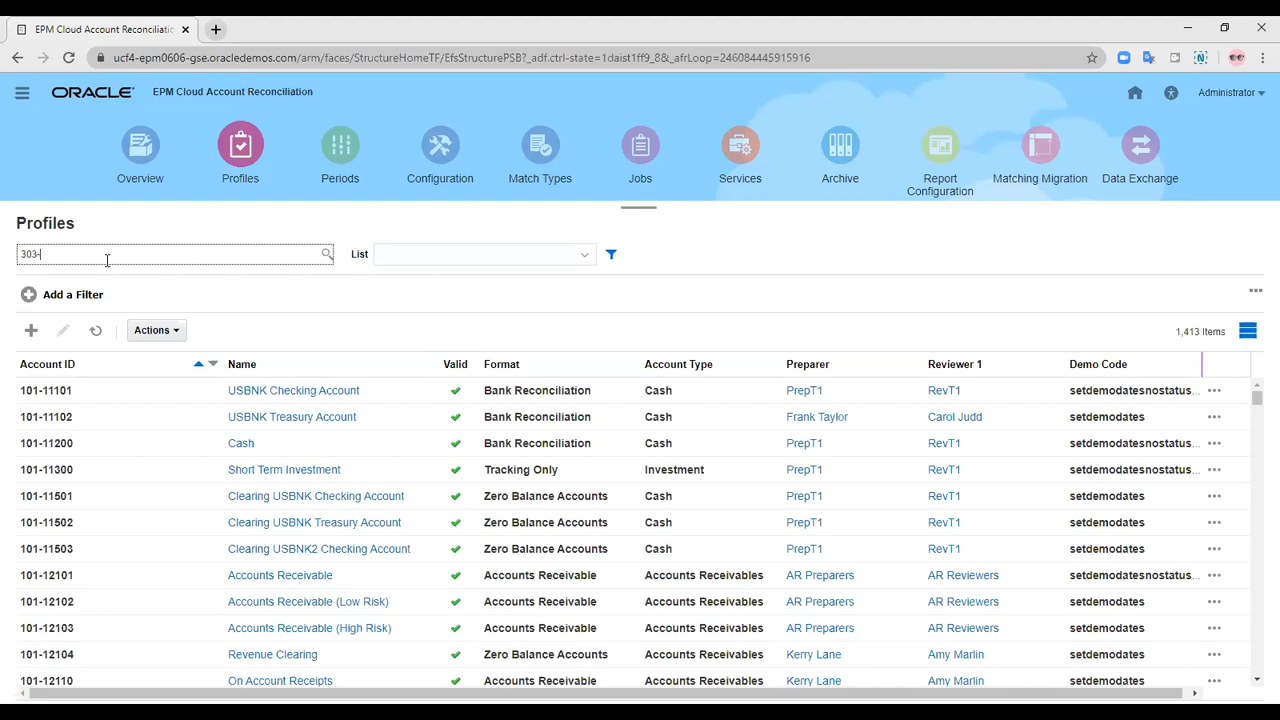 EPM Cloud Account Reconciliatio
ucf4-epm0606-gse.oracledemos.com/arm/faces/StructureHomeTF/EfsStructurePSB?_adf.ctrl-state=1daist1ff9_8&_afrLoop=246084445915916
ORACLE EPM Cloud Account Reconciliation Administrator
Overview Profiles Periods Configuration Match Types Jobs Services Archive Report Configuration Matching Migration Data Exchange
Profiles
303- List
Add a Filter
Actions 1,413 Items
Account ID Name Valid Format Account Type Preparer Reviewer 1 Demo Code
101-11101 USBNK Checking Account Bank Reconciliation Cash PrepT1 RevT1 setdemodatesnostatus...
101-11102 USBNK Treasury Account Bank Reconciliation Cash Frank Taylor Carol Judd setdemodates
101-11200 Cash Bank Reconciliation Cash PrepT1 RevT1 setdemodatesnostatus...
101-11300 Short Term Investment Tracking Only Investment PrepT1 RevT1 setdemodatesnostatus...
101-11501 Clearing USBNK Checking Account Zero Balance Accounts Cash PrepT1 RevT1 setdemodates
101-11502 Clearing USBNK Treasury Account Zero Balance Accounts Cash PrepT1 RevT1 setdemodates
101-11503 Clearing USBNK2 Checking Account Zero Balance Accounts Cash PrepT1 RevT1 setdemodates
101-12101 Accounts Receivable Accounts Receivable Accounts Receivables AR Preparers AR Reviewers setdemodatesnostatus...
101-12102 Accounts Receivable (Low Risk) Accounts Receivable Accounts Receivables AR Preparers AR Reviewers setdemodates
101-12103 Accounts Receivable (High Risk) Accounts Receivable Accounts Receivables AR Preparers AR Reviewers setdemodates
101-12104 Revenue Clearing Zero Balance Accounts Accounts Receivables Kerry Lane Amy Marlin setdemodates
101-12110 On Account Receipts Accounts Receivable Accounts Receivables Kerry Lane Amy Marlin setdemodates